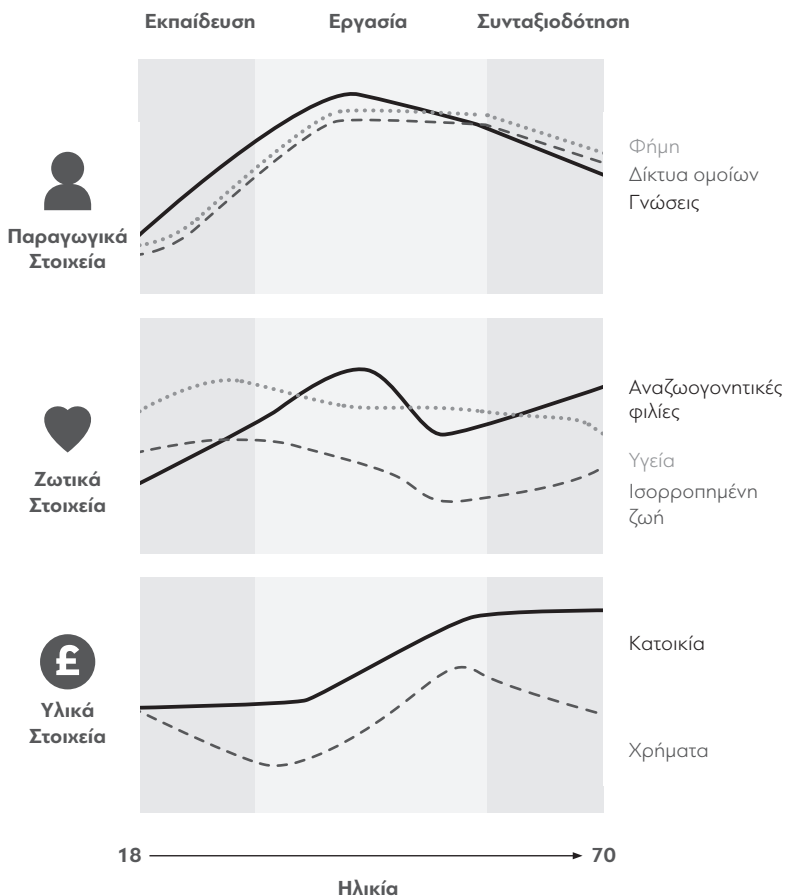 Εκπαίδευση Εργασία Συνταξιοδότηση
Παραγωγικά
Στοιχεία
Φήμη
Δίκτυα ομοίων
Γνώσεις
Ζωτικά
Στοιχεία
Αναζωογονητικές
φιλίες
Υγεία
Ισορροπημένη
ζωή
£
Υλικά
Στοιχεία
Κατοικία
Χρήματα
18 70
Ηλικία